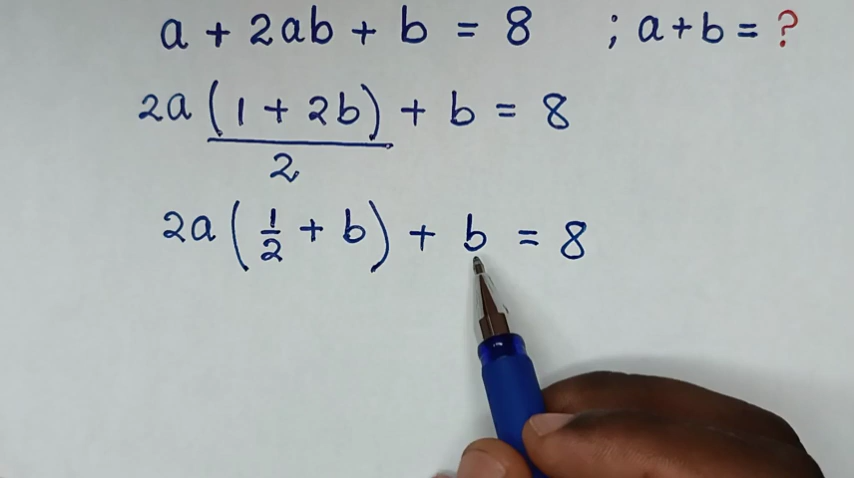 a + 2ab + b = 8 ; a + b = ?
2a (1 + 2b)/2 + b = 8
2a (1/2 + b) + b = 8